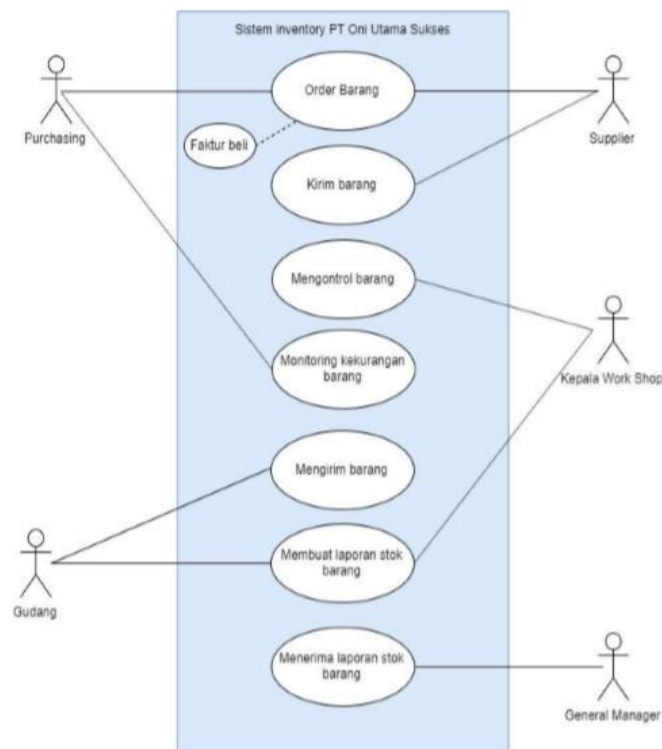 Sistem inventory PT Oni Utama Sukses
Order Barang
Purchasing
Supplier
Faktur beli
Kirim barang
Mengontrol barang
Monitoring kekurangan
barang
Kepala Work Shop
Mengirim barang
Membuat laporan stok
barang
Gudang
Menerima laporan stok
barang
General Manager